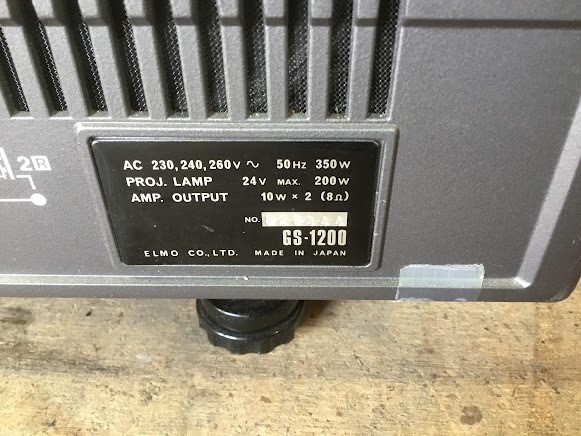 2R
AC 230,240,260V ~ 50Hz 350W
PROJ. LAMP 24V MAX. 200W
AMP. OUTPUT 10W × 2 (8Ω)
NO.
GS-1200
ELMO CO., LTD. MADE IN JAPAN